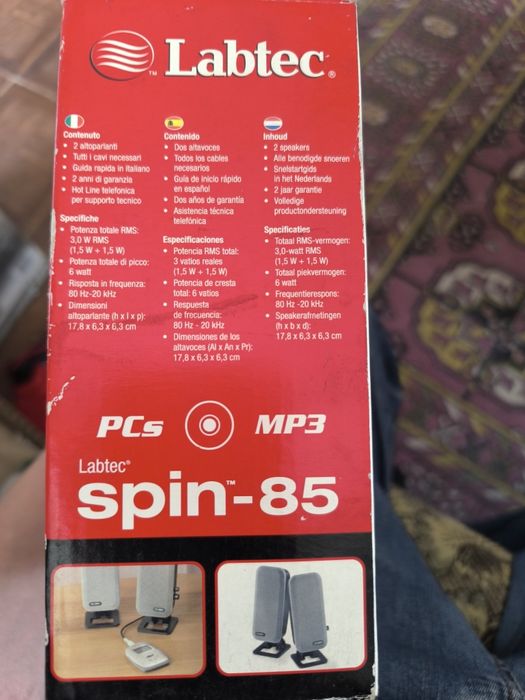 Labtec®
™
Contenuto
• 2 altoparlanti
• Tutti i cavi necessari
• Guida rapida in italiano
• 2 anni di garanzia
• Hot Line telefonica
per supporto tecnico
Specifiche
• Potenza totale RMS:
3,0 W RMS
(1,5 W + 1,5 W)
• Potenza totale di picco:
6 watt
• Risposta in frequenza:
80 Hz-20 kHz
• Dimensioni
altoparlante (h x l x p):
17,8 x 6,3 x 6,3 cm
Contenido
• Dos altavoces
• Todos los cables
necesarios
• Guía de inicio rápido
en español
• Dos años de garantía
• Asistencia técnica
telefónica
Especificaciones
• Potencia RMS total:
3 vatios reales
(1,5 W + 1,5 W)
• Potencia de cresta
total: 6 vatios
• Respuesta
de frecuencia:
80 Hz - 20 kHz
• Dimensiones de los
altavoces (Al x An x Pr):
17,8 x 6,3 x 6,3 cm
Inhoud
• 2 speakers
• Alle benodigde snoeren
• Snelstartgids
in het Nederlands
• 2 jaar garantie
• Volledige
productondersteuning
Specificaties
• Totaal RMS-vermogen:
3,0-watt RMS
(1,5 W + 1,5 W)
• Totaal piekvermogen:
6 watt
• Frequentierespons:
80 Hz - 20 kHz
• Speakerafmetingen
(h x b x d):
17,8 x 6,3 x 6,3 cm
PCs MP3
Labtec®
spin™-85